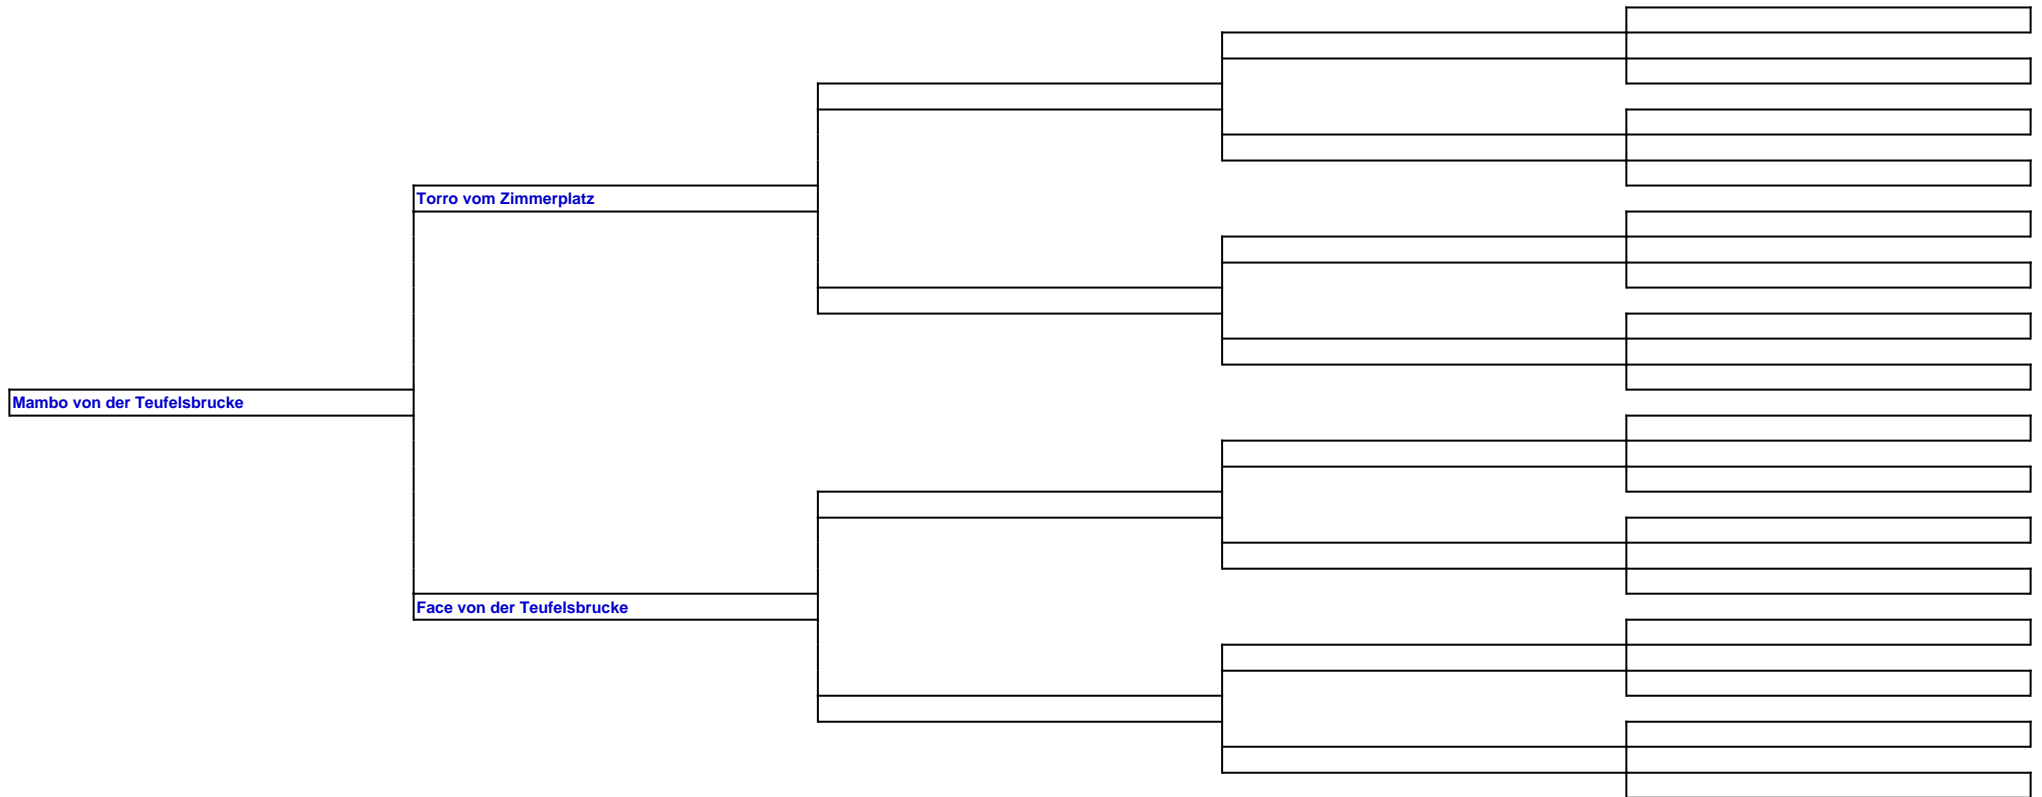 Torro vom Zimmerplatz
Mambo von der Teufelsbrucke
Face von der Teufelsbrucke